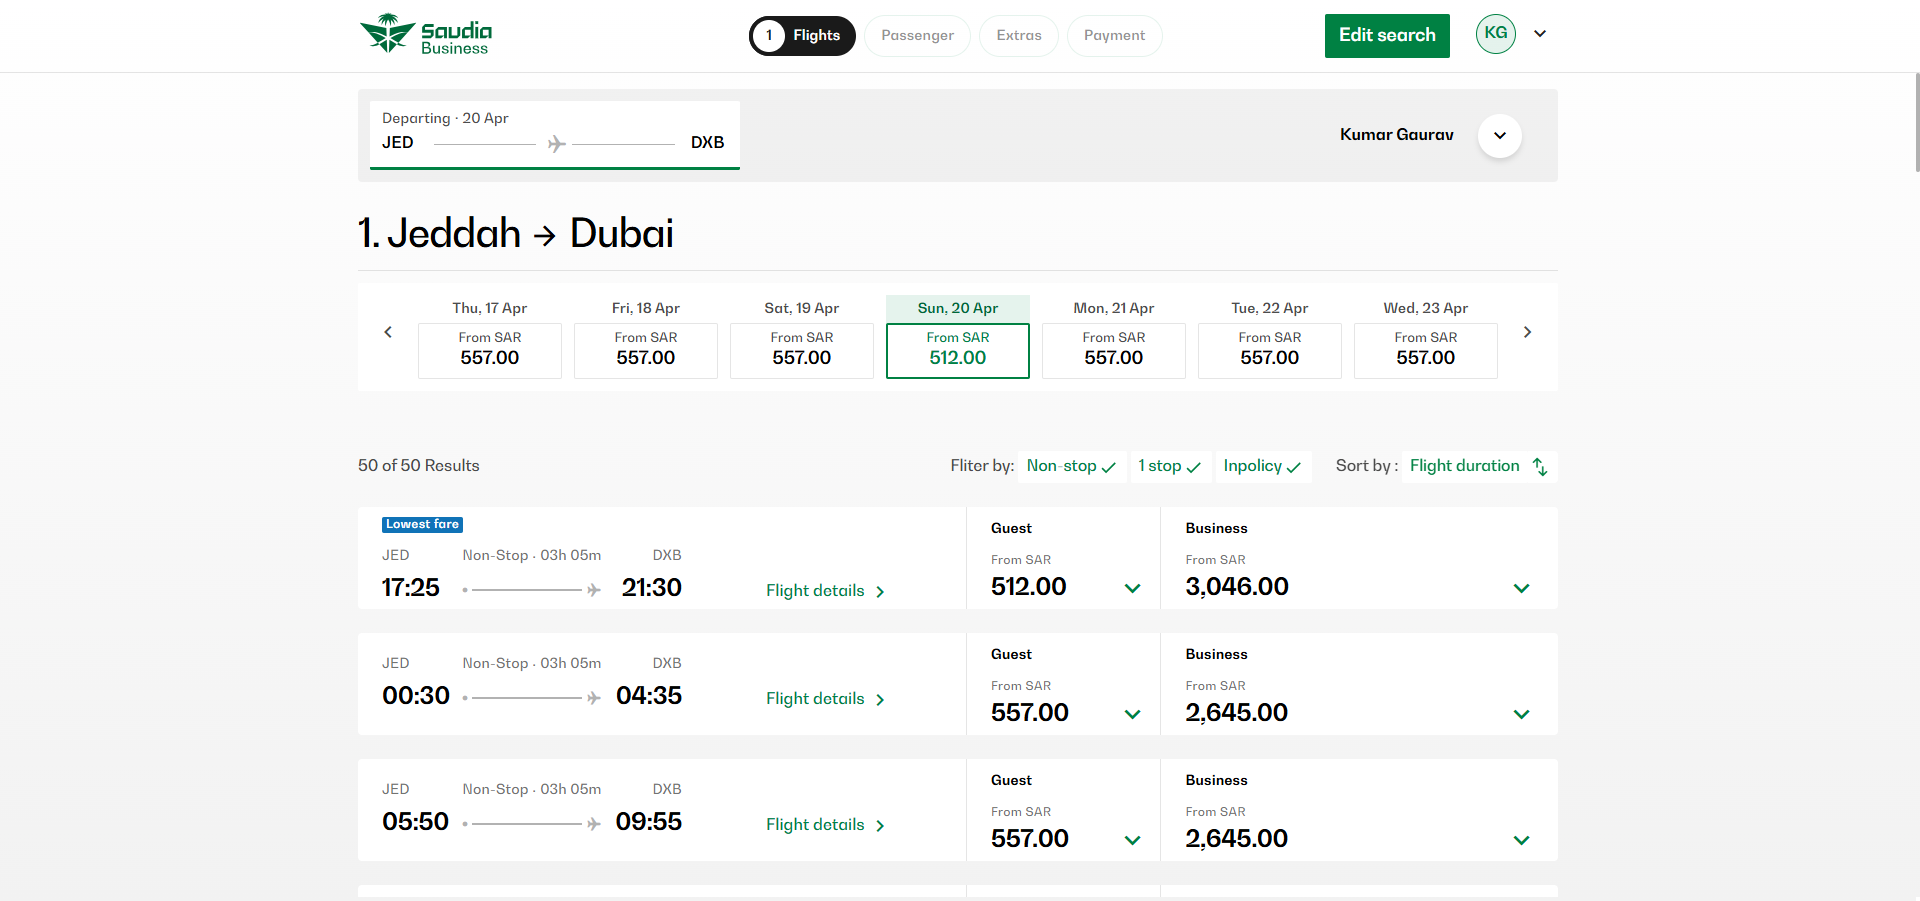 Saudia
Business
1 Flights
Passenger
Extras
Payment
Edit search
KG
Departing · 20 Apr
JED DXB
Kumar Gaurav
1. Jeddah → Dubai
Thu, 17 Apr
From SAR
557.00
Fri, 18 Apr
From SAR
557.00
Sat, 19 Apr
From SAR
557.00
Sun, 20 Apr
From SAR
512.00
Mon, 21 Apr
From SAR
557.00
Tue, 22 Apr
From SAR
557.00
Wed, 23 Apr
From SAR
557.00
50 of 50 Results
Fliter by: Non-stop 1 stop Inpolicy Sort by : Flight duration
Lowest fare
JED Non-Stop · 03h 05m DXB
17:25 21:30
Flight details
Guest
From SAR
512.00
Business
From SAR
3,046.00
JED Non-Stop · 03h 05m DXB
00:30 04:35
Flight details
Guest
From SAR
557.00
Business
From SAR
2,645.00
JED Non-Stop · 03h 05m DXB
05:50 09:55
Flight details
Guest
From SAR
557.00
Business
From SAR
2,645.00